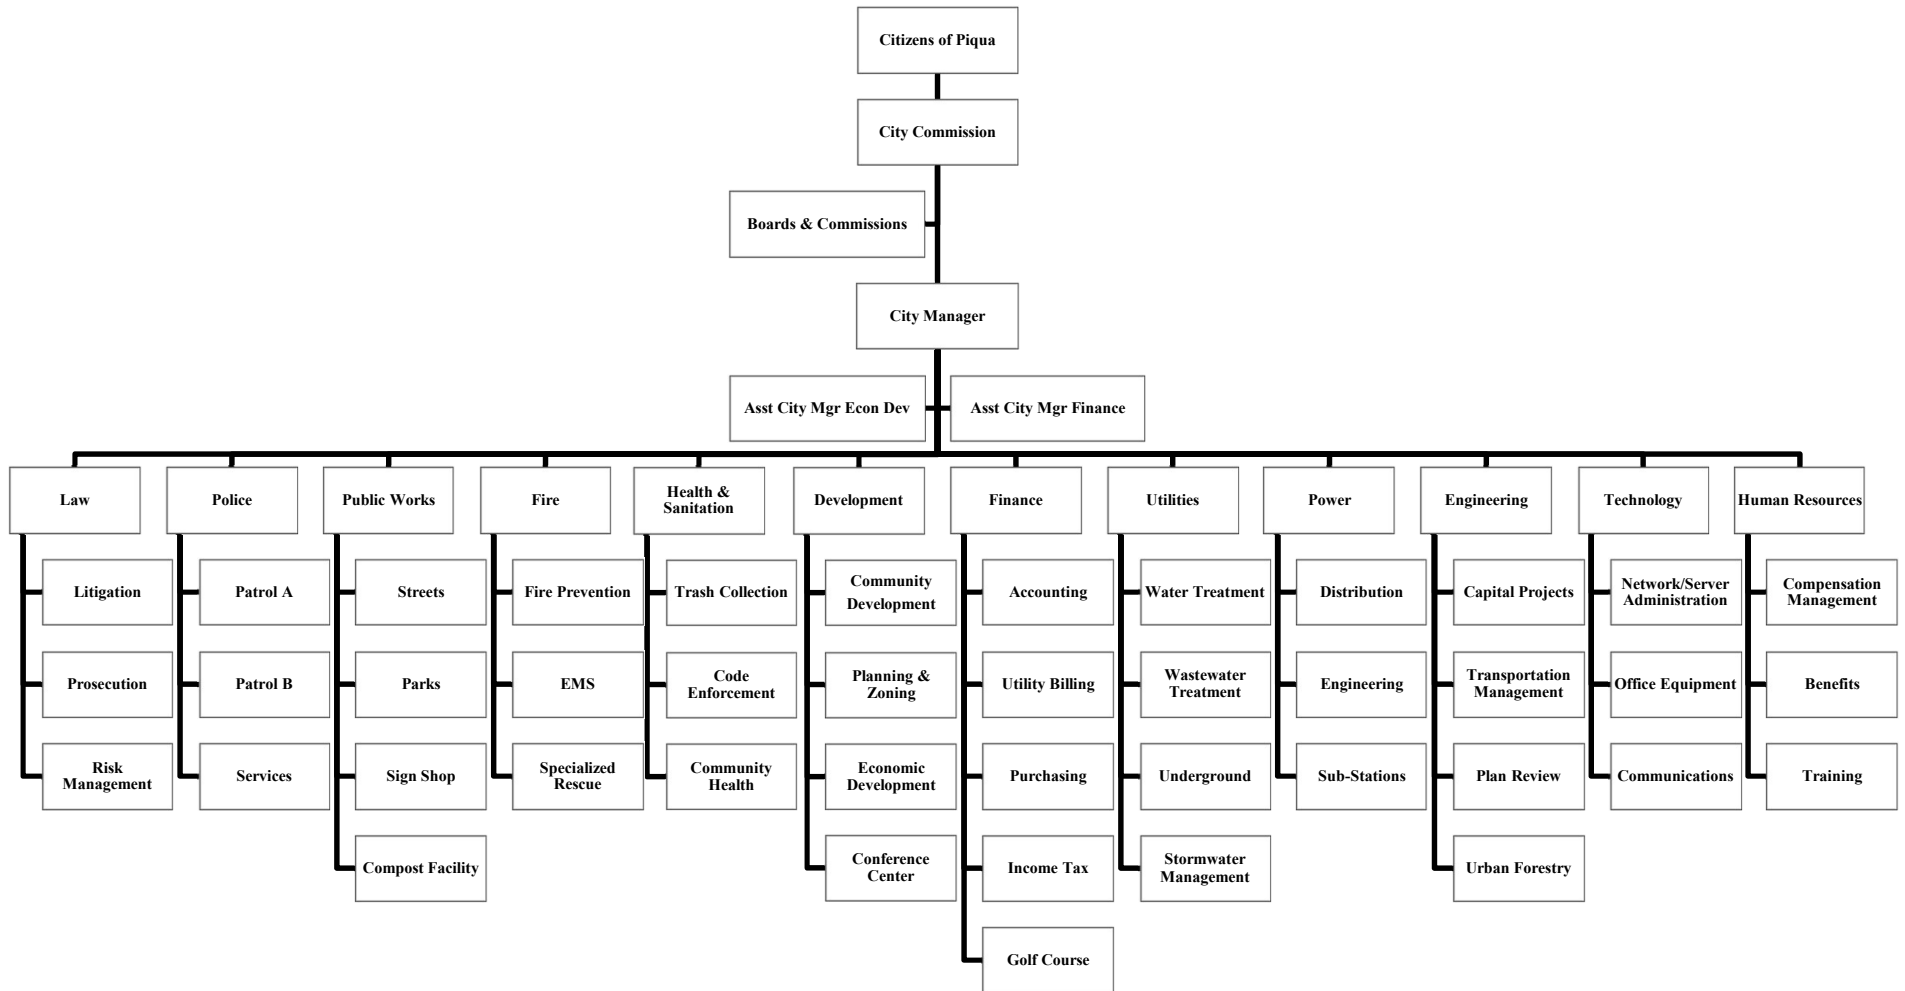 Citizens of Piqua
City Commission
Boards & Commissions
City Manager
Asst City Mgr Econ Dev
Asst City Mgr Finance
Law
Police
Public Works
Fire
Health &
Sanitation
Development
Finance
Utilities
Power
Engineering
Technology
Human Resources
Litigation
Patrol A
Streets
Fire Prevention
Trash Collection
Community
Development
Accounting
Water Treatment
Distribution
Capital Projects
Network/Server
Administration
Compensation
Management
Prosecution
Patrol B
Parks
EMS
Code
Enforcement
Planning &
Zoning
Utility Billing
Wastewater
Treatment
Engineering
Transportation
Management
Office Equipment
Benefits
Risk
Management
Services
Sign Shop
Specialized
Rescue
Community
Health
Economic
Development
Purchasing
Underground
Sub-Stations
Plan Review
Communications
Training
Compost Facility
Conference
Center
Income Tax
Stormwater
Management
Urban Forestry
Golf Course